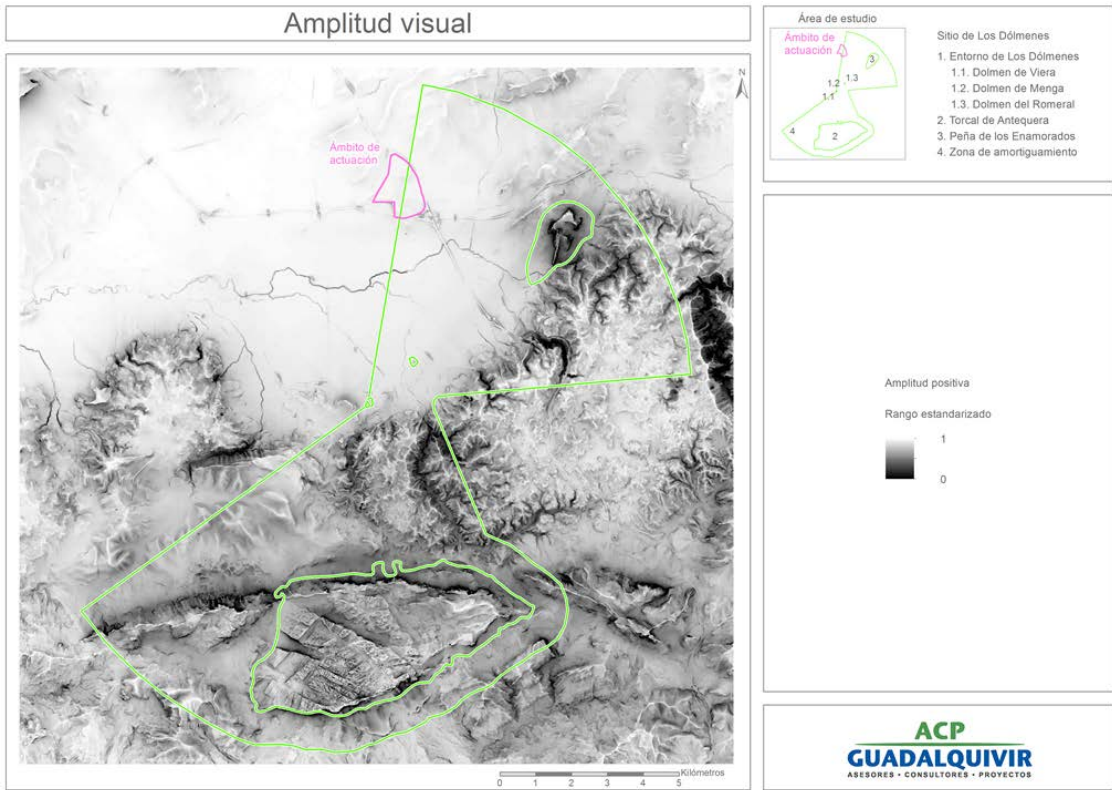 Amplitud visual
Ámbito de
actuación
N
Kilómetros
0 1 2 3 4 5
Área de estudio
Ámbito de
actuación
3
1.3
1.2
1.1
4
2
Sitio de Los Dólmenes
1. Entorno de Los Dólmenes
1.1. Dolmen de Viera
1.2. Dolmen de Menga
1.3. Dolmen del Romeral
2. Torcal de Antequera
3. Peña de los Enamorados
4. Zona de amortiguamiento
Amplitud positiva
Rango estandarizado
1
0
ACP
GUADALQUIVIR
ASESORES • CONSULTORES • PROYECTOS